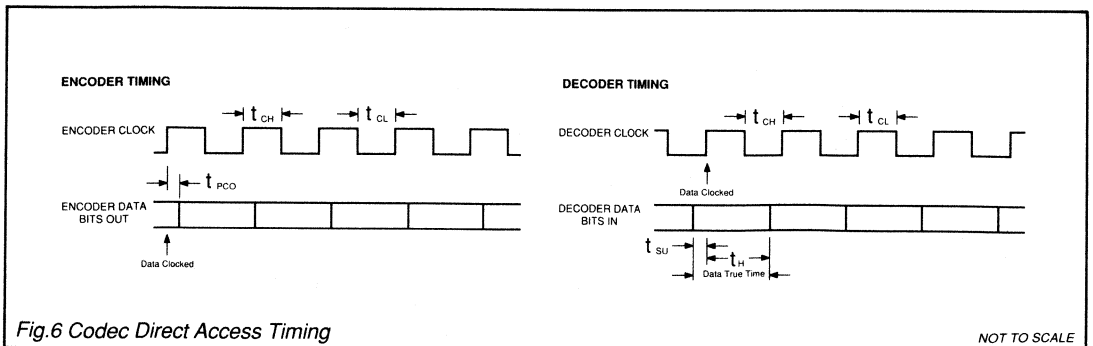 ENCODER TIMING
ENCODER CLOCK
t CH
t CL
t PCO
ENCODER DATA
BITS OUT
Data Clocked
DECODER TIMING
DECODER CLOCK
t CH
t CL
Data Clocked
DECODER DATA
BITS IN
t SU
t H
Data True Time
Fig.6 Codec Direct Access Timing
NOT TO SCALE